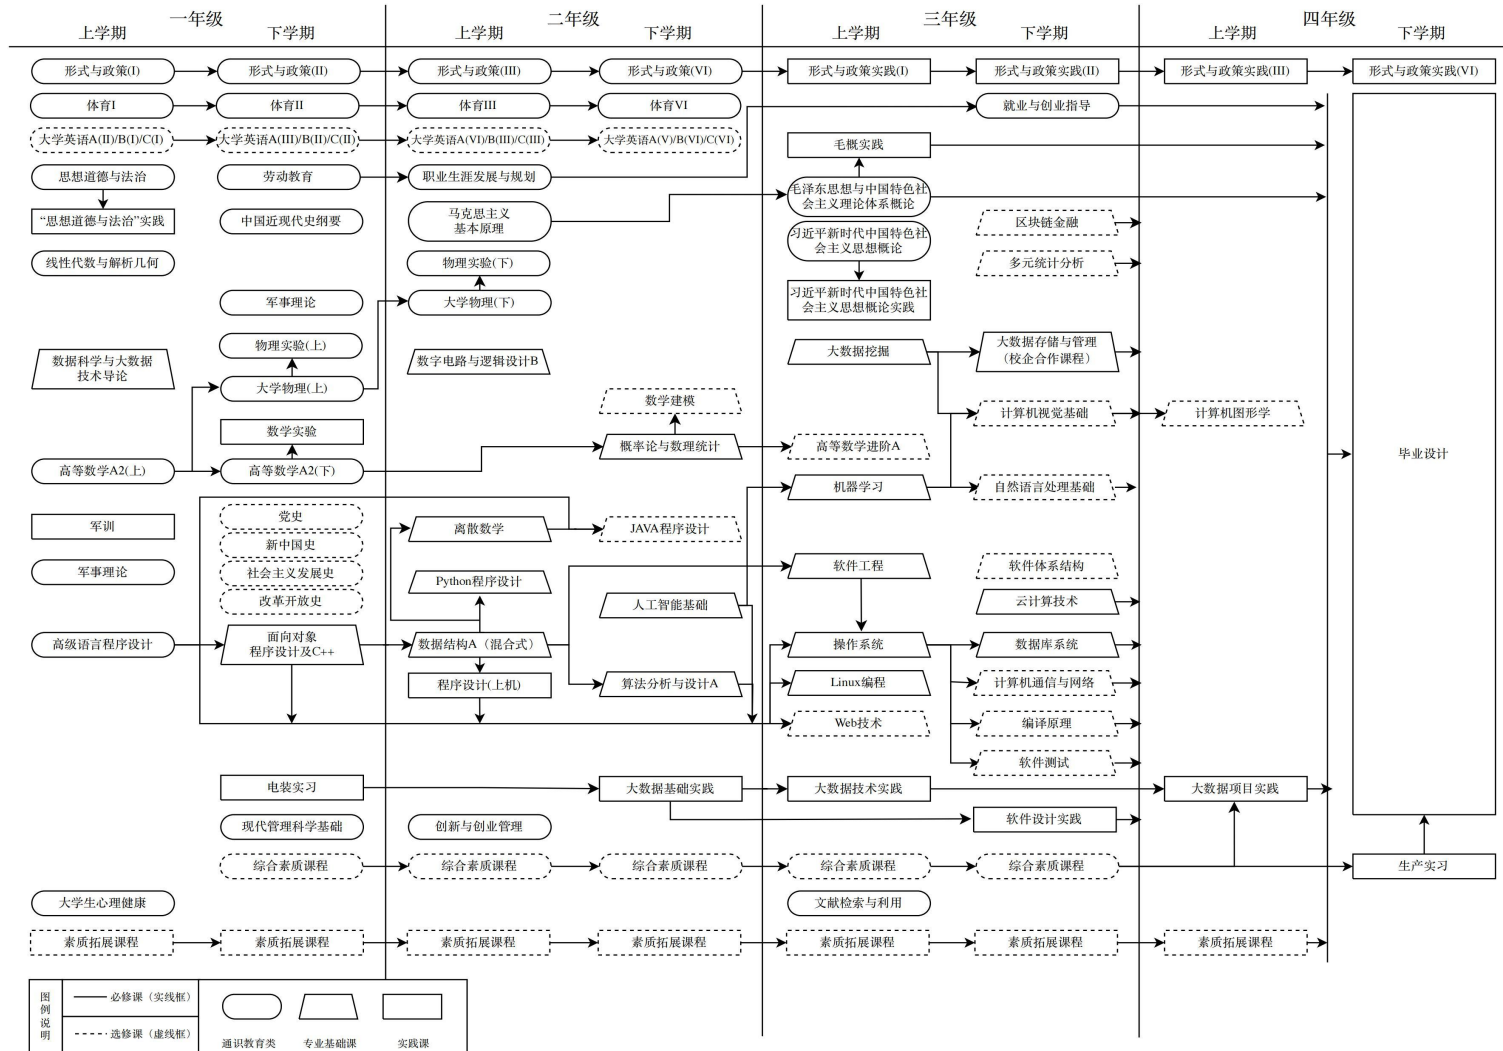 一年级
二年级
三年级
四年级
上学期
下学期
上学期
下学期
上学期
下学期
上学期
下学期
形式与政策(I)
形式与政策(II)
形式与政策(III)
形式与政策(VI)
形式与政策实践(I)
形式与政策实践(II)
形式与政策实践(III)
形式与政策实践(VI)
体育I
体育II
体育III
体育VI
就业与创业指导
大学英语A(II)/B(I)/C(I)
大学英语A(III)/B(II)/C(II)
大学英语A(VI)/B(III)/C(III)
大学英语A(V)/B(VI)/C(VI)
毛概实践
思想道德与法治
劳动教育
职业生涯发展与规划
毛泽东思想与中国特色社
会主义理论体系概论
“思想道德与法治”实践
中国近现代史纲要
马克思主义
基本原理
习近平新时代中国特色社
会主义思想概论
区块链金融
线性代数与解析几何
物理实验(下)
多元统计分析
军事理论
大学物理(下)
习近平新时代中国特色社
会主义思想概论实践
物理实验(上)
数据科学与大数据
技术导论
数字电路与逻辑设计B
大数据挖掘
大数据存储与管理
（校企合作课程）
大学物理(上)
数学建模
计算机视觉基础
计算机图形学
数学实验
概率论与数理统计
高等数学进阶A
毕业设计
高等数学A2(上)
高等数学A2(下)
机器学习
自然语言处理基础
党史
军训
离散数学
JAVA程序设计
新中国史
军事理论
社会主义发展史
Python程序设计
软件工程
软件体系结构
改革开放史
人工智能基础
云计算技术
高级语言程序设计
面向对象
程序设计及C++
数据结构A（混合式）
操作系统
数据库系统
程序设计(上机)
算法分析与设计A
Linux编程
计算机通信与网络
Web技术
编译原理
软件测试
电装实习
大数据基础实践
大数据技术实践
大数据项目实践
现代管理科学基础
创新与创业管理
软件设计实践
综合素质课程
综合素质课程
综合素质课程
综合素质课程
综合素质课程
生产实习
大学生心理健康
文献检索与利用
素质拓展课程
素质拓展课程
素质拓展课程
素质拓展课程
素质拓展课程
素质拓展课程
素质拓展课程
图例说明
必修课（实线框）
选修课（虚线框）
通识教育类
专业基础课
实践课